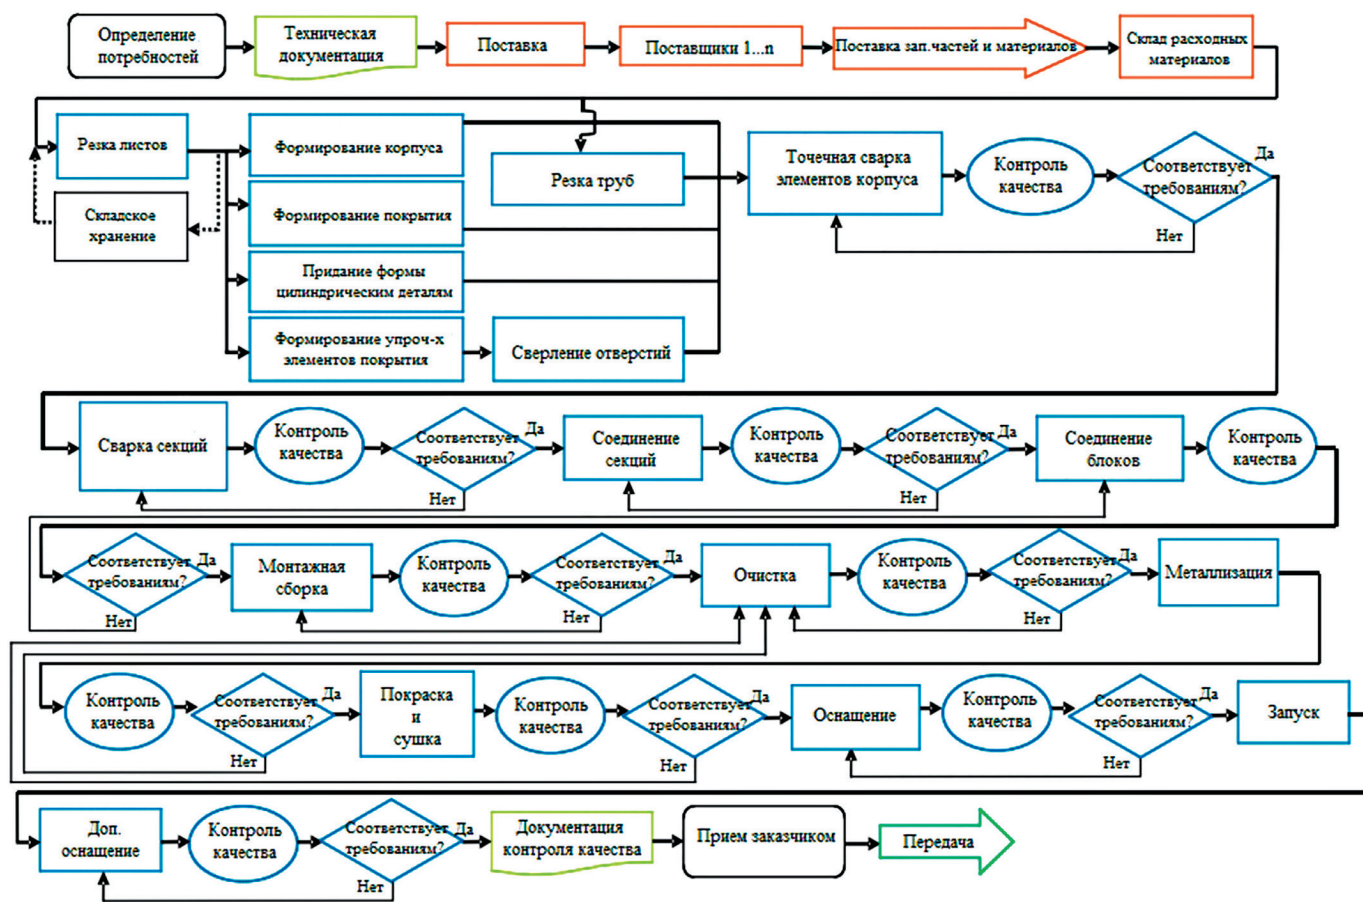 Определение
потребностей
Техническая
документация
Поставка
Поставщики 1...n
Поставка зап.частей и материалов
Склад расходных
материалов
Резка листов
Складское
хранение
Формирование корпуса
Формирование покрытия
Придание формы
цилиндрическим деталям
Формирование упроч-х
элементов покрытия
Резка труб
Сверление отверстий
Точечная сварка
элементов корпуса
Контроль
качества
Соответствует
требованиям?
Да
Нет
Сварка секций
Контроль
качества
Соответствует
требованиям?
Да
Нет
Соединение
секций
Контроль
качества
Соответствует
требованиям?
Да
Нет
Соединение
блоков
Контроль
качества
Соответствует
требованиям?
Да
Нет
Монтажная
сборка
Контроль
качества
Соответствует
требованиям?
Да
Нет
Очистка
Контроль
качества
Соответствует
требованиям?
Да
Нет
Металлизация
Контроль
качества
Соответствует
требованиям?
Да
Нет
Покраска
и
сушка
Контроль
качества
Соответствует
требованиям?
Да
Нет
Оснащение
Контроль
качества
Соответствует
требованиям?
Да
Нет
Запуск
Доп.
оснащение
Контроль
качества
Соответствует
требованиям?
Да
Нет
Документация
контроля качества
Прием заказчиком
Передача